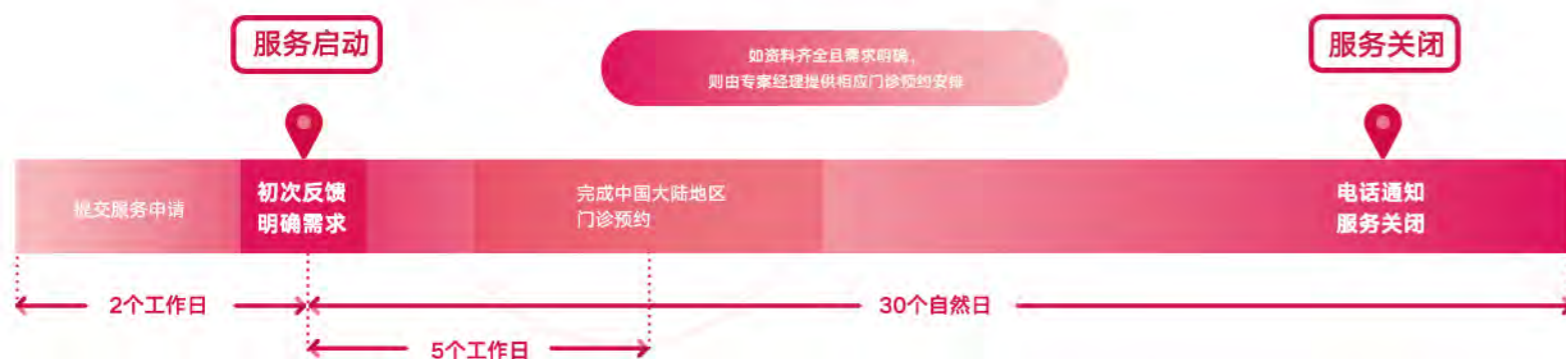 服务启动
如资料齐全且需求明确，
则由专案经理提供相应门诊预约安排
服务关闭
提交服务申请
初次反馈
明确需求
完成中国大陆地区
门诊预约
电话通知
服务关闭
2个工作日
30个自然日
5个工作日